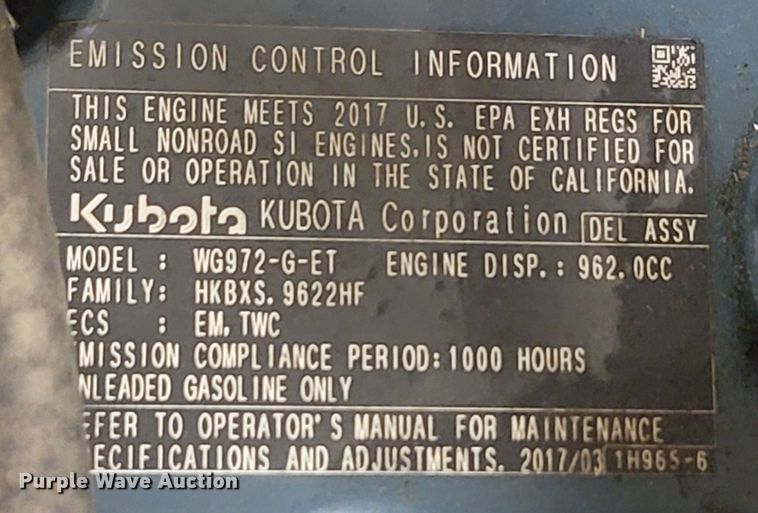 EMISSION CONTROL INFORMATION
THIS ENGINE MEETS 2017 U.S. EPA EXH REGS FOR
SMALL NONROAD SI ENGINES,IS NOT CERTIFIED FOR
SALE OR OPERATION IN THE STATE OF CALIFORNIA.
Kubota KUBOTA Corporation DEL ASSY
MODEL : WG972-G-ET ENGINE DISP.: 962.0CC
FAMILY: HKBXS.9622HF
ECS : EM,TWC
MISSION COMPLIANCE PERIOD:1000 HOURS
NLEADED GASOLINE ONLY
EFER TO OPERATOR'S MANUAL FOR MAINTENANCE
ECIFICATIONS AND ADJUSTMENTS. 2017/03 1H965-6
Purple Wave Auction